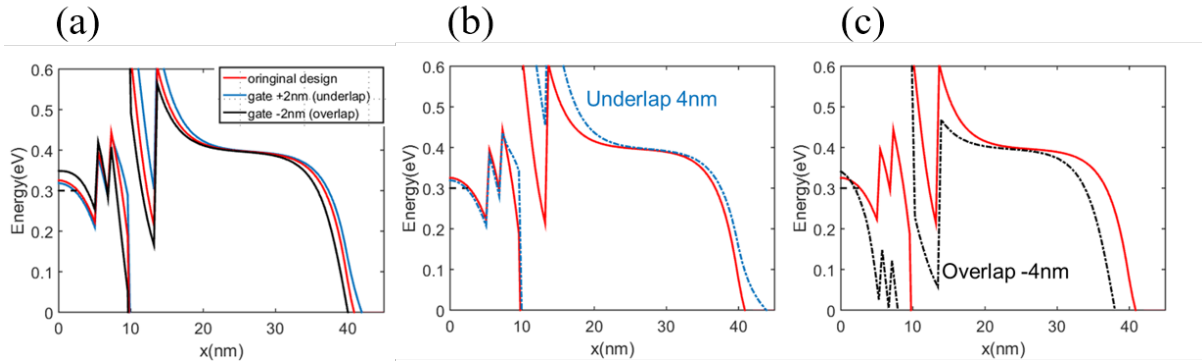 (a)
(b)
(c)
oringinal design
gate +2nm (underlap)
gate -2nm (overlap)
Energy(eV)
0.6
0.5
0.4
0.3
0.2
0.1
0
0
10
20
30
40
x(nm)
Underlap 4nm
Energy(eV)
0.6
0.5
0.4
0.3
0.2
0.1
0
0
10
20
30
40
x(nm)
Overlap -4nm
Energy(eV)
0.6
0.5
0.4
0.3
0.2
0.1
0
0
10
20
30
40
x(nm)